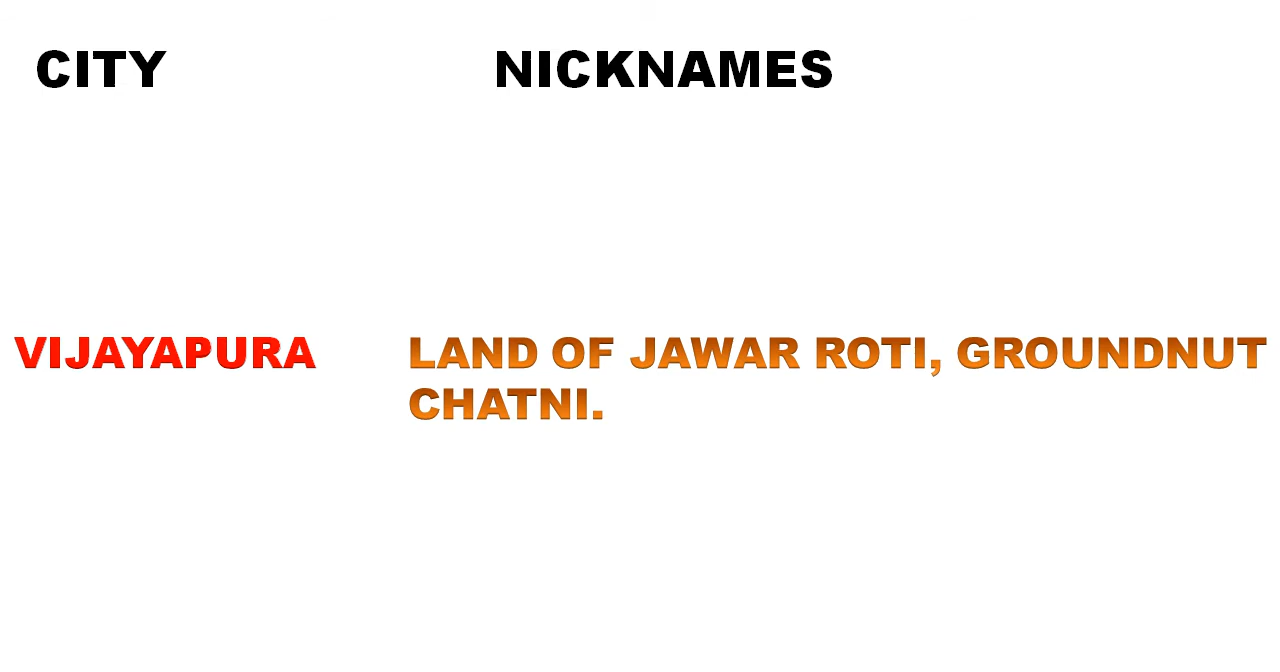 CITY NICKNAMES
VIJAYAPURA LAND OF JAWAR ROTI, GROUNDNUT
CHATNI.